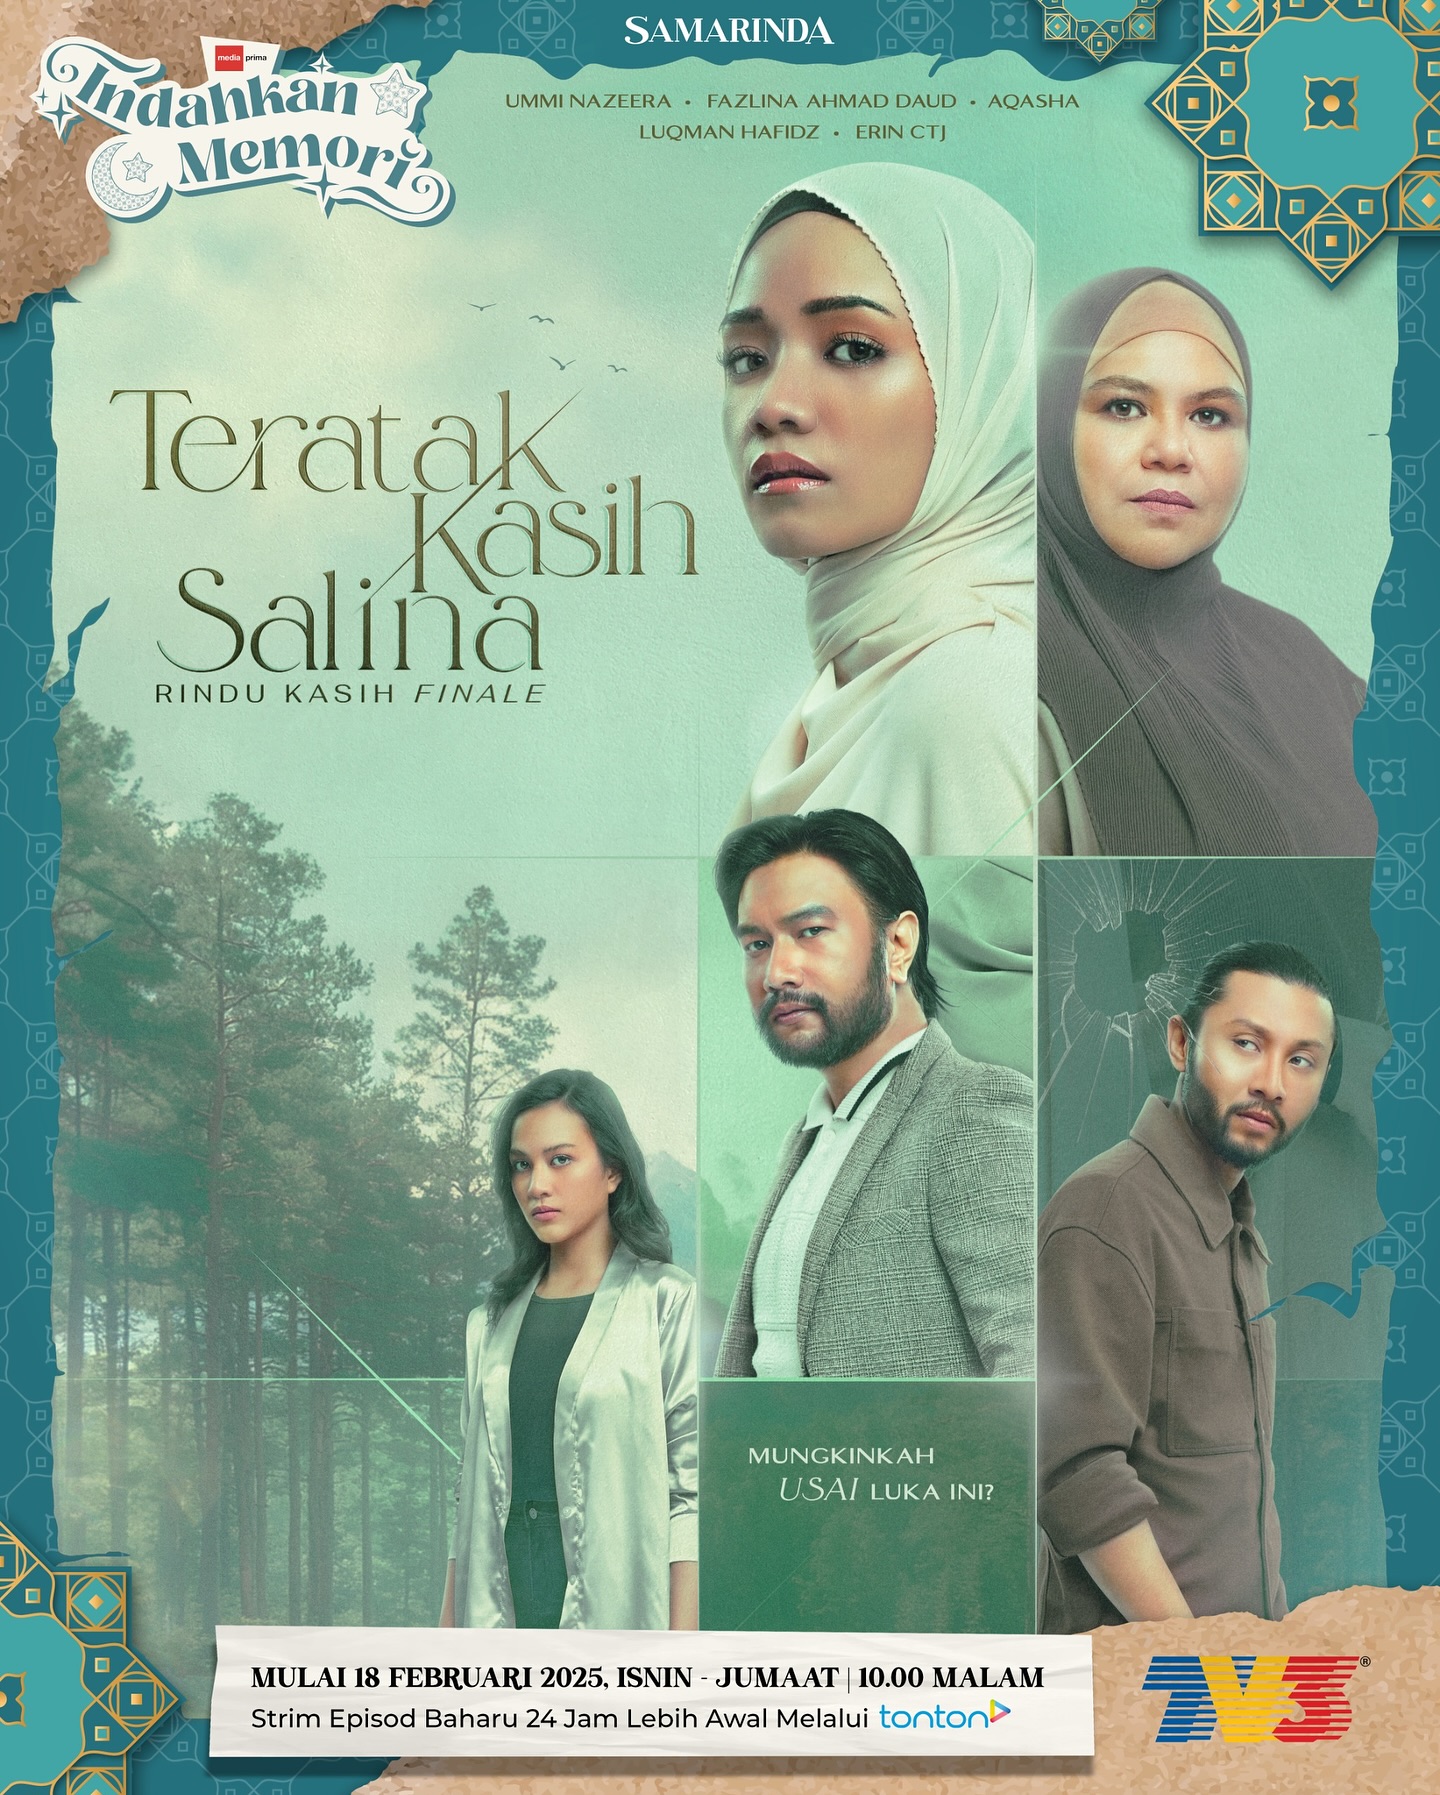 SAMARINDA
media prima
Indahkan
Memori
UMMI NAZEERA • FAZLINA AHMAD DAUD • AQASHA
LUQMAN HAFIDZ • ERIN CTJ
Teratak
Kasih
Salina
RINDU KASIH FINALE
MUNGKINKAH
USAI LUKA INI?
MULAI 18 FEBRUARI 2025, ISNIN - JUMAAT | 10.00 MALAM
Strim Episod Baharu 24 Jam Lebih Awal Melalui tonton
TV3®